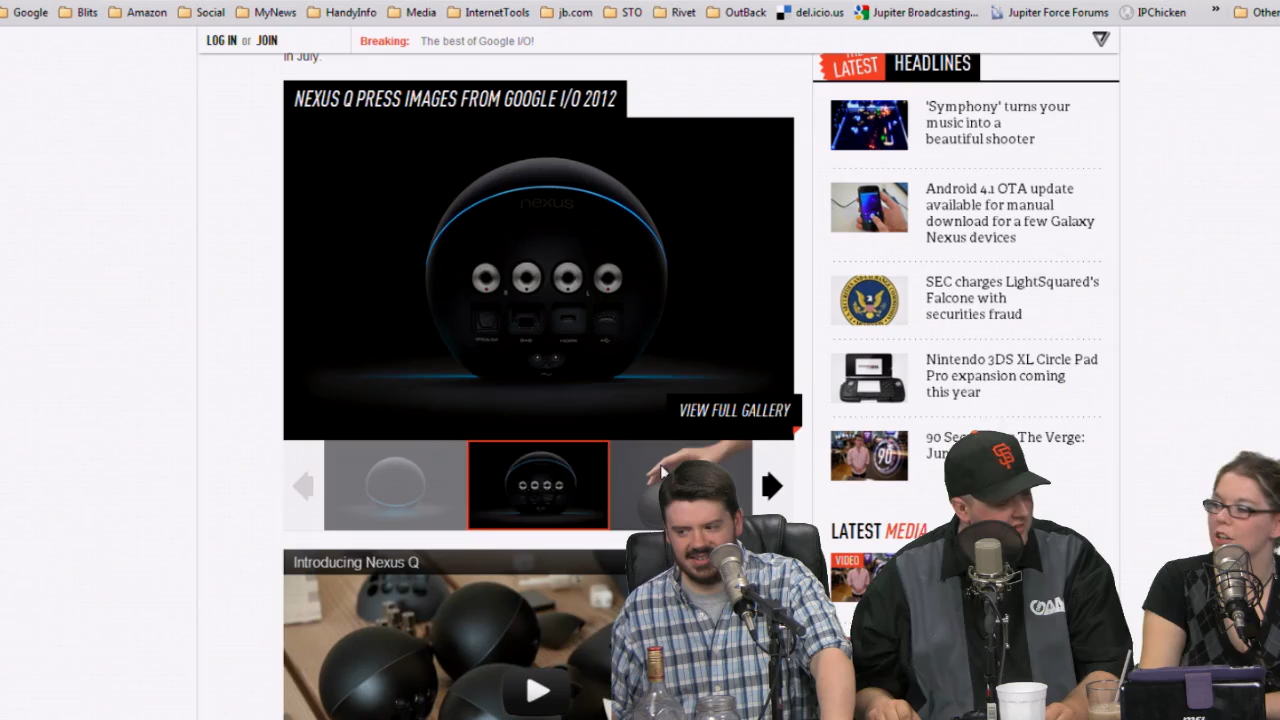 Google Blits Amazon Social MyNews HandyInfo Media InternetTools jb.com STO Rivet OutBack del.icio.us Jupiter Broadcasting... Jupiter Force Forums IPChicken » Other
LOG IN or JOIN
Breaking: The best of Google I/O!
in July.
NEXUS Q PRESS IMAGES FROM GOOGLE I/O 2012
nexus
VIEW FULL GALLERY
Introducing Nexus Q
THE
LATEST HEADLINES
'Symphony' turns your
music into a
beautiful shooter
Android 4.1 OTA update
available for manual
download for a few Galaxy
Nexus devices
SEC charges LightSquared's
Falcone with
securities fraud
Nintendo 3DS XL Circle Pad
Pro expansion coming
this year
90
90 The Verge:
LATEST MEDIA
VIDEO
SF
msi